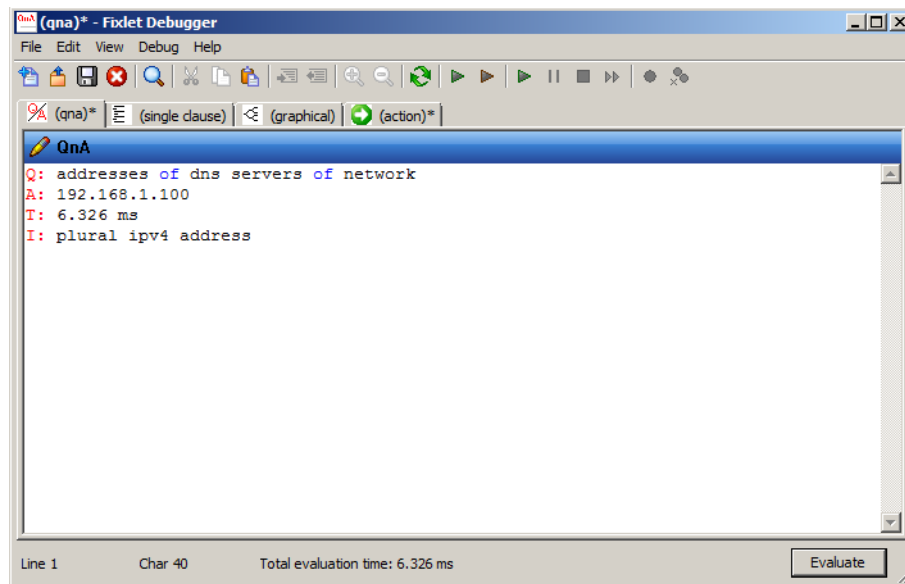 QnA (qna)* - Fixlet Debugger
File Edit View Debug Help
Q/A (qna)* (single clause) (graphical) (action)*
QnA
Q: addresses of dns servers of network
A: 192.168.1.100
T: 6.326 ms
I: plural ipv4 address
Line 1 Char 40 Total evaluation time: 6.326 ms Evaluate